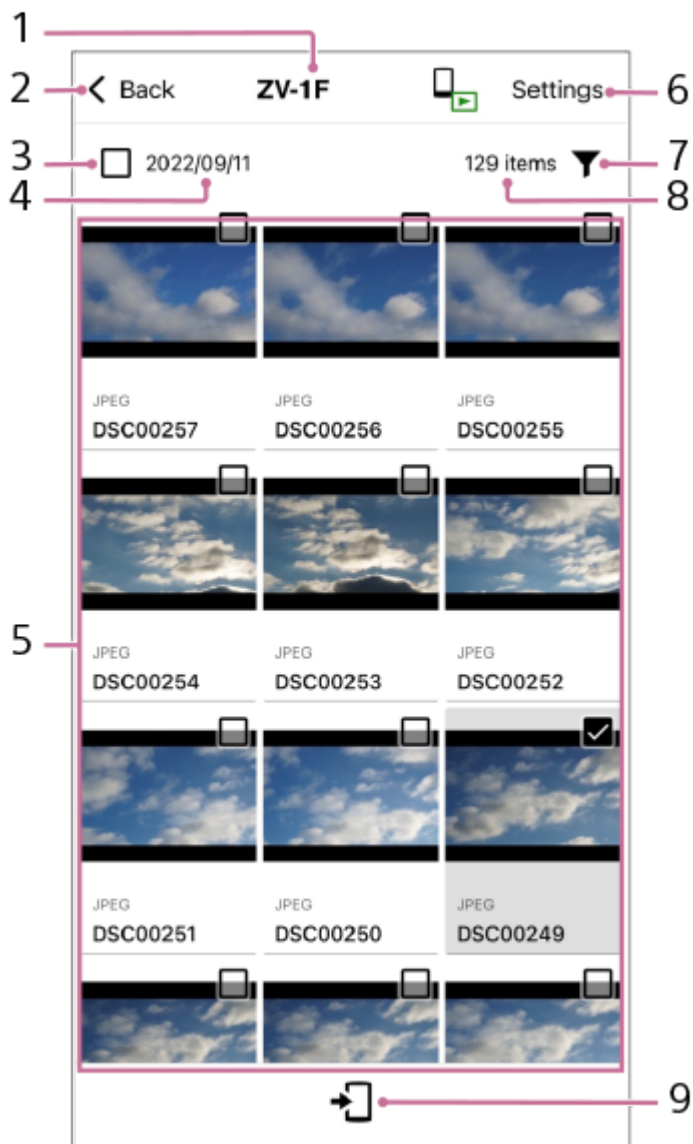 1
2 Back ZV-1F Settings 6
3 2022/09/11 129 items 7
4 8
JPEG JPEG JPEG
DSC00257 DSC00256 DSC00255
5
JPEG JPEG JPEG
DSC00254 DSC00253 DSC00252
JPEG JPEG JPEG
DSC00251 DSC00250 DSC00249
9